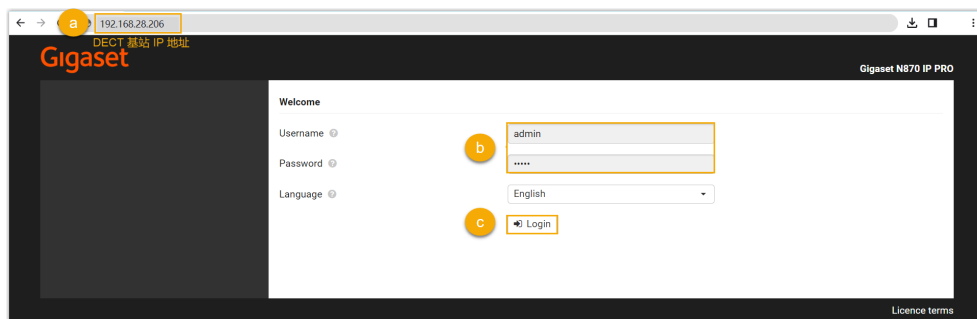 a
192.168.28.206
DECT 基站 IP 地址
Gigaset
Gigaset N870 IP PRO
Welcome
Username
admin
b
Password
•••••
Language
English
c
Login
Licence terms